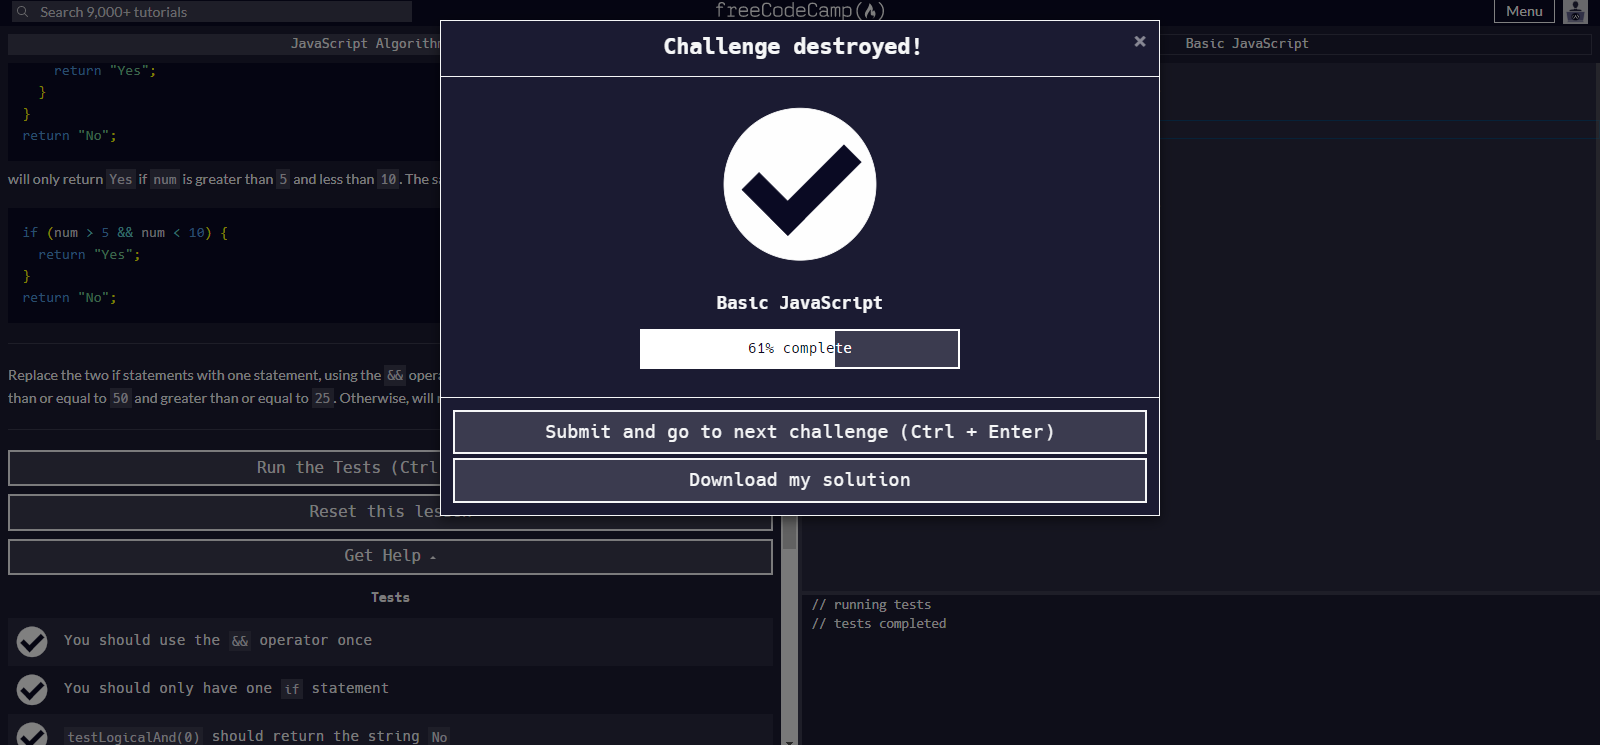 Search 9,000+ tutorials
freeCodeCamp
Menu
JavaScript Algorithm
Basic JavaScript
Challenge destroyed!
×
return "Yes";
}
}
return "No";
will only return Yes if num is greater than 5 and less than 10. The
if (num > 5 && num < 10) {
return "Yes";
}
return "No";
Basic JavaScript
61% complete
Replace the two if statements with one statement, using the &&
than or equal to 50 and greater than or equal to 25. Otherwise, will
Submit and go to next challenge (Ctrl + Enter)
Download my solution
Run the Tests (Ctrl
Reset this lesson
Get Help
Tests
You should use the && operator once
You should only have one if statement
testLogicalAnd(0) should return the string No
// running tests
// tests completed